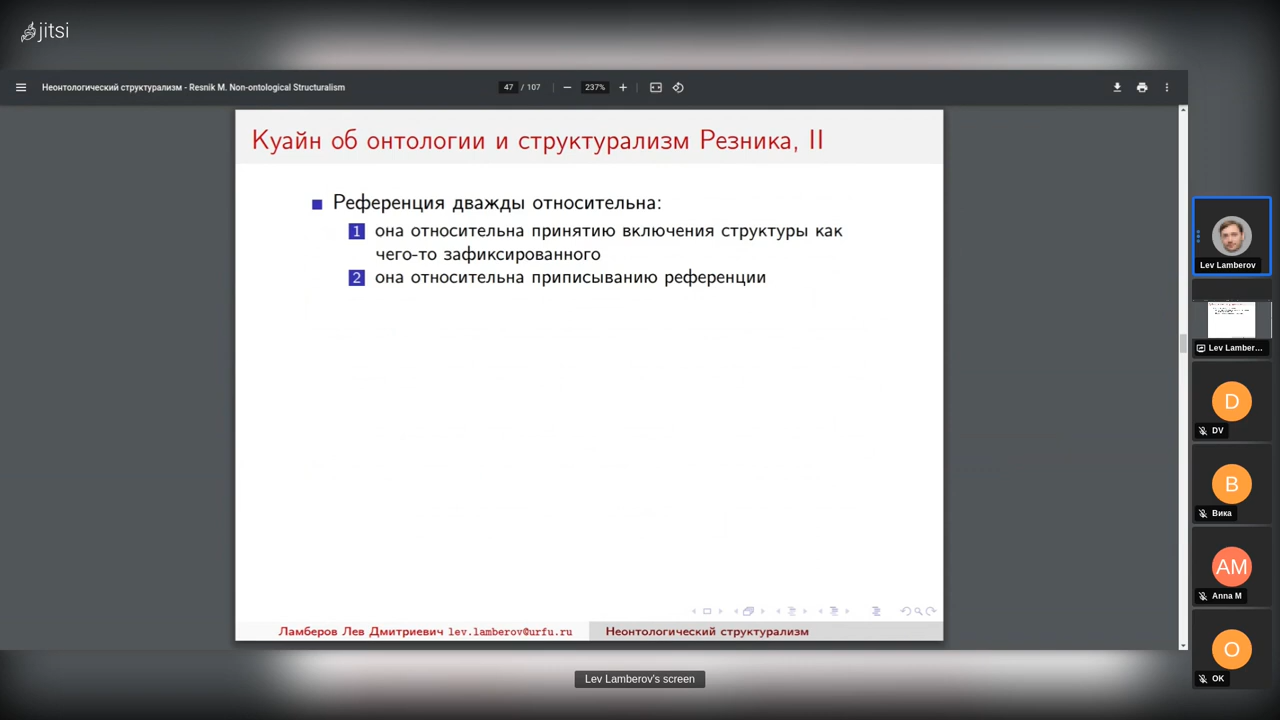 jitsi
Неонтологический структурализм - Resnik M. Non-ontological Structuralism
47 / 107
237%
Куайн об онтологии и структурализм Резника, II
Референция дважды относительна:
1 она относительна принятию включения структуры как
чего-то зафиксированного
2 она относительна приписыванию референции
Ламберов Лев Дмитриевич lev.lamberov@urfu.ru
Неонтологический структурализм
Lev Lamberov's screen
Lev Lamberov
Lev Lamber...
D
DV
В
Вика
AM
Anna M
O
OK